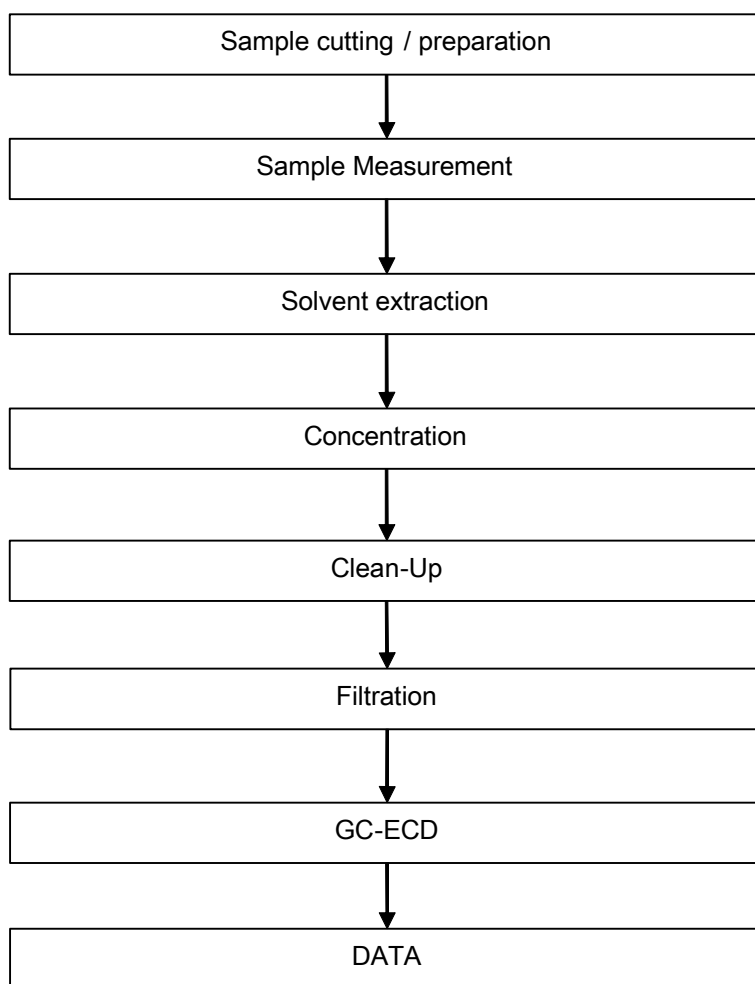 Sample cutting / preparation
Sample Measurement
Solvent extraction
Concentration
Clean-Up
Filtration
GC-ECD
DATA